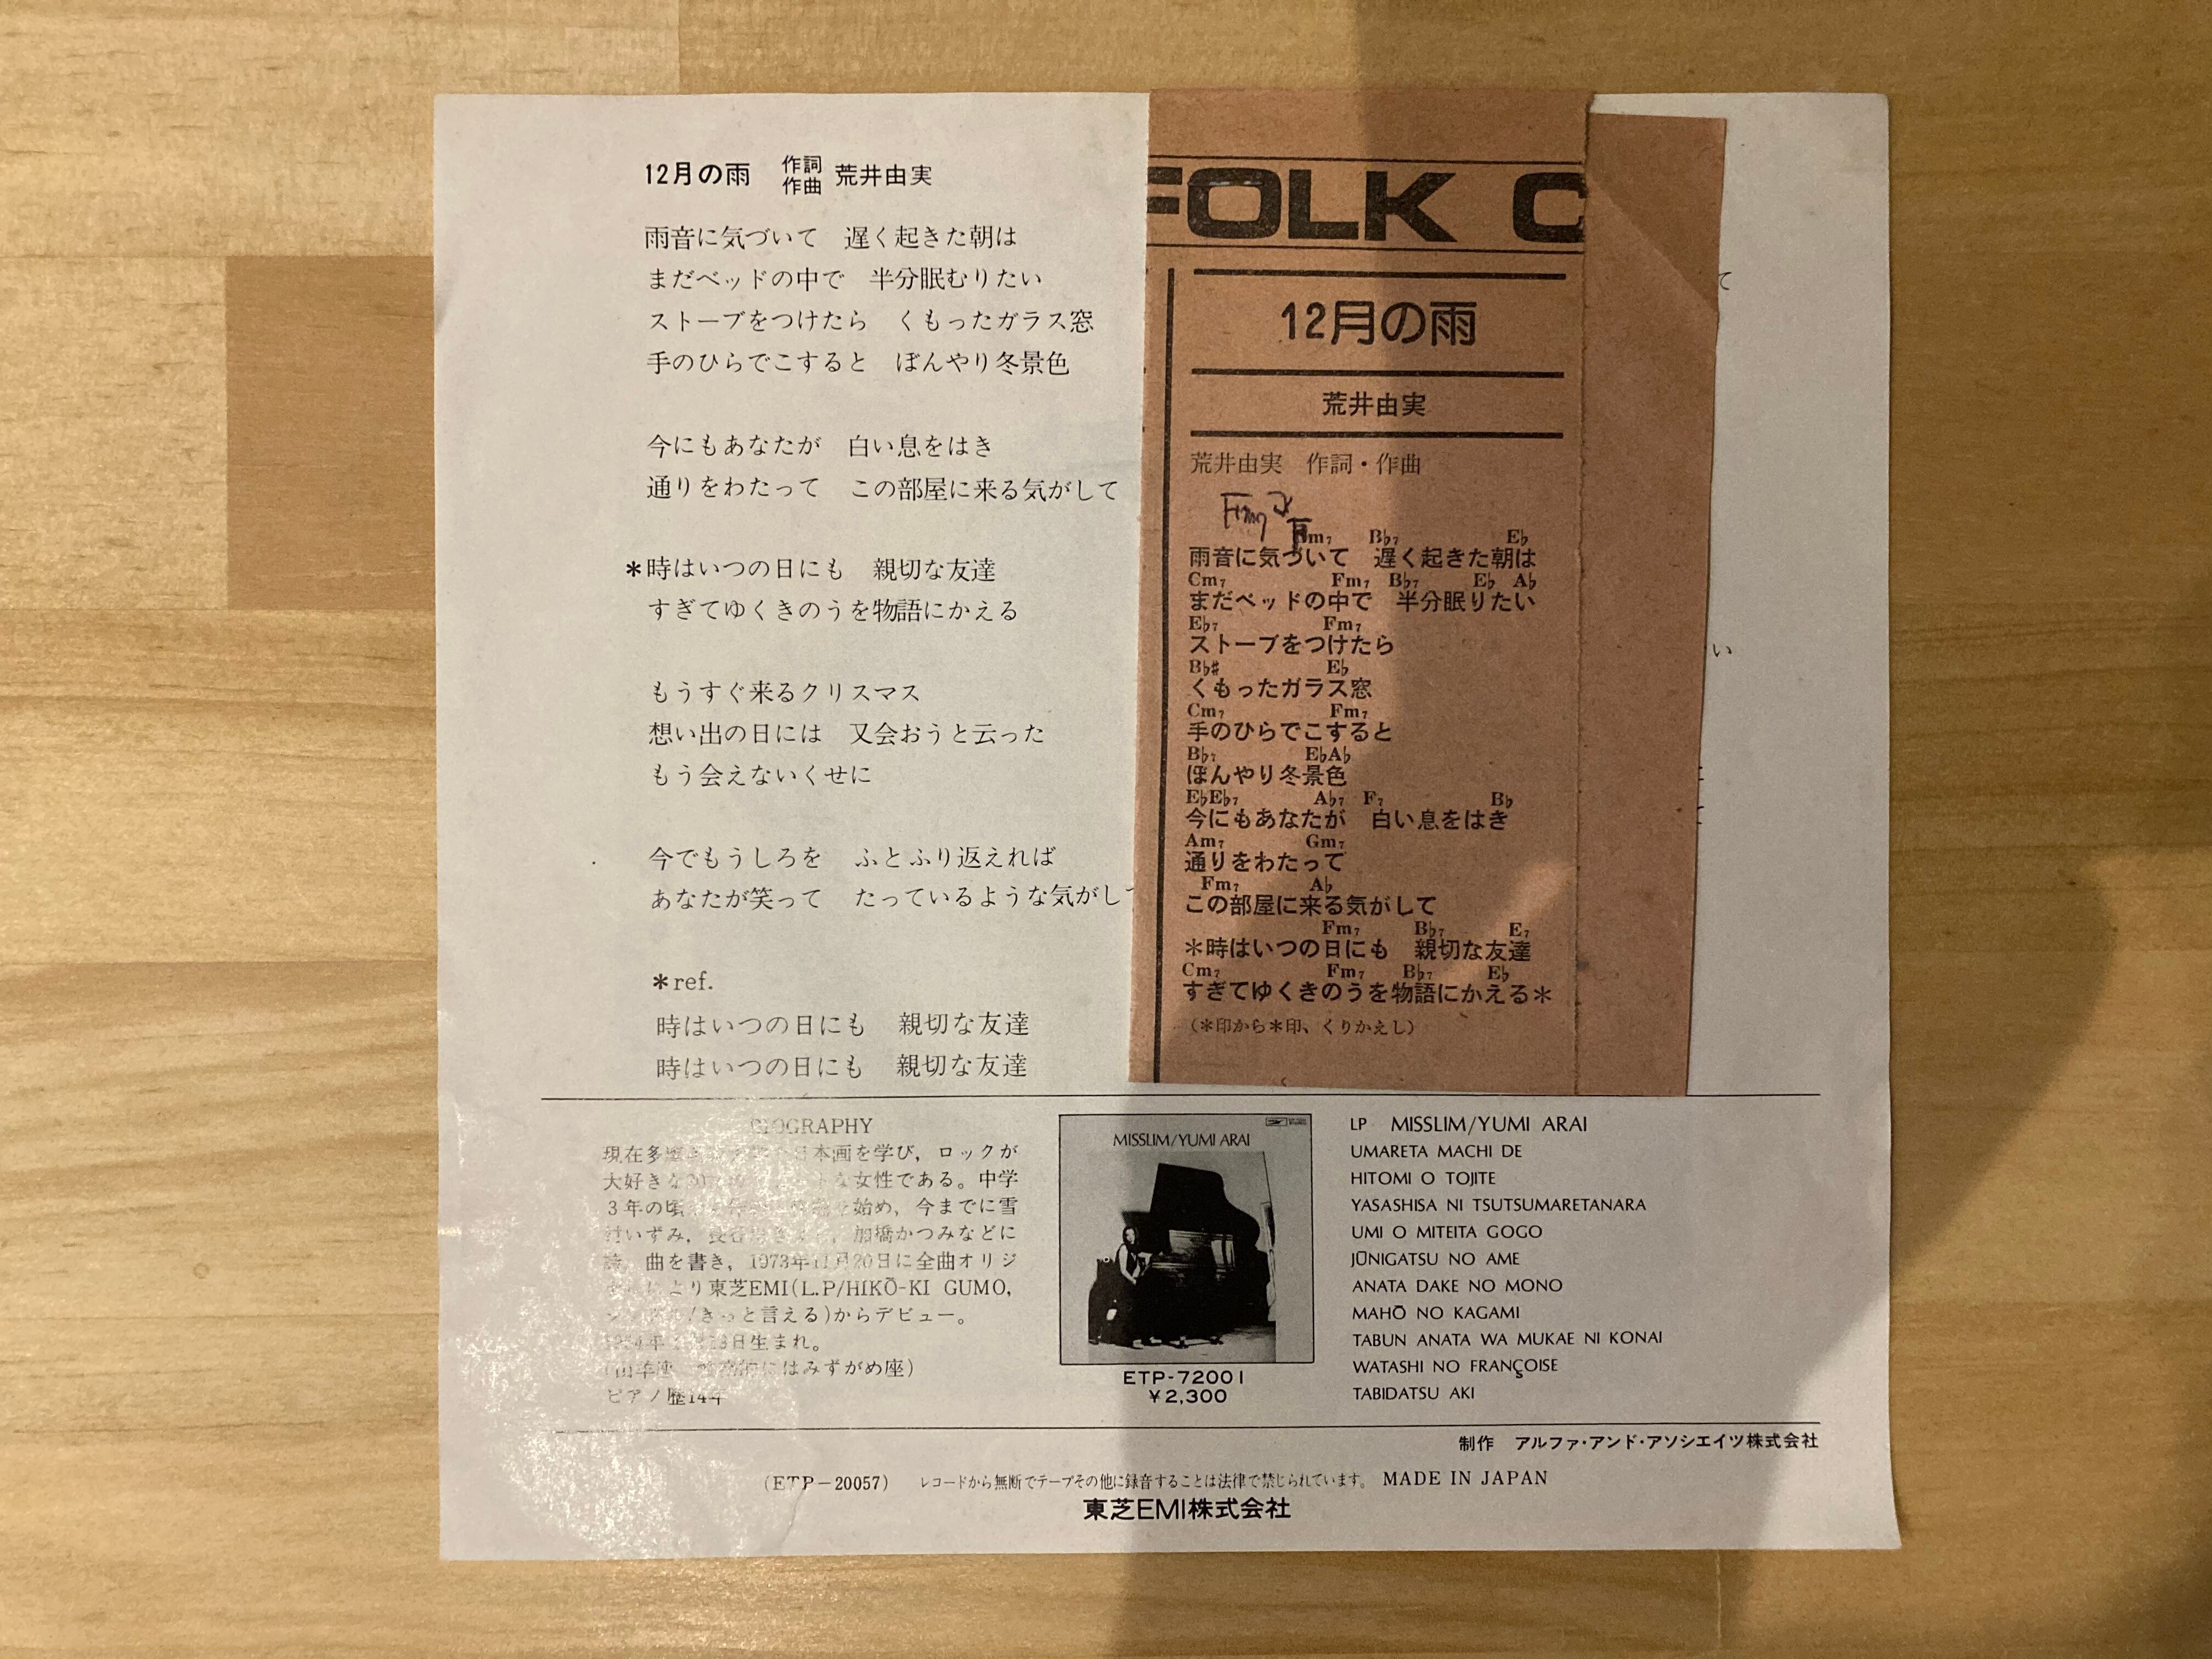 12月の雨 作詞 作曲 荒井由実
雨音に気づいて 遅く起きた朝は
まだベッドの中で 半分眠むりたい
ストーブをつけたら くもったガラス窓
手のひらでこすると ぼんやり冬景色
今にもあなたが 白い息をはき
通りをわたって この部屋に来る気がして
*時はいつの日にも 親切な友達
すぎてゆくきのうを物語にかえる
もうすぐ来るクリスマス
想い出の日には 又会おうと云った
もう会えないくせに
今でもうしろを ふとふり返えれば
あなたが笑って たっているような気がして
*ref.
時はいつの日にも 親切な友達
時はいつの日にも 親切な友達
FOLK C
12月の雨
荒井由実
荒井由実 作詞・作曲
Fm7
m7 B♭7 E♭
雨音に気づいて 遅く起きた朝は
Cm7 Fm7 B♭7 E♭ A♭
まだベッドの中で 半分眠りたい
E♭7 Fm7
ストーブをつけたら
B♭# E♭
くもったガラス窓
Cm7 Fm7
手のひらでこすると
B♭7 E♭A♭
ぼんやり冬景色
E♭E♭7 A♭7 F7 B♭
今にもあなたが 白い息をはき
Am7 Gm7
通りをわたって
Fm7 A♭
この部屋に来る気がして
Fm7 B♭7 E7
*時はいつの日にも 親切な友達
Cm7 Fm7 B♭7 E♭
すぎてゆくきのうを物語にかえる*
(*印から*印、くりかえし)
て
い
BIOGRAPHY
現在多 日本画を学び,ロックが
大好きな な女性である。中学
3年の頃 始め,今までに雪
いずみ, 加橋かつみなどに
曲を書き,1973年11月20日に全曲オリジ
より東芝EMI(L.P/HIKŌ-KI GUMO,
/きっと言える)からデビュー。
日生まれ。
にはみずがめ座)
ピアノ歴14年
MISSLIM/YUMI ARAI
ETP-72001
¥2,300
LP MISSLIM/YUMI ARAI
UMARETA MACHI DE
HITOMI O TOJITE
YASASHISA NI TSUTSUMARETANARA
UMI O MITEITA GOGO
JŪNIGATSU NO AME
ANATA DAKE NO MONO
MAHŌ NO KAGAMI
TABUN ANATA WA MUKAE NI KONAI
WATASHI NO FRANÇOISE
TABIDATSU AKI
制作 アルファ・アンド・アソシエイツ株式会社
(ETP-20057) レコードから無断でテープその他に録音することは法律で禁じられています。 MADE IN JAPAN
東芝EMI株式会社